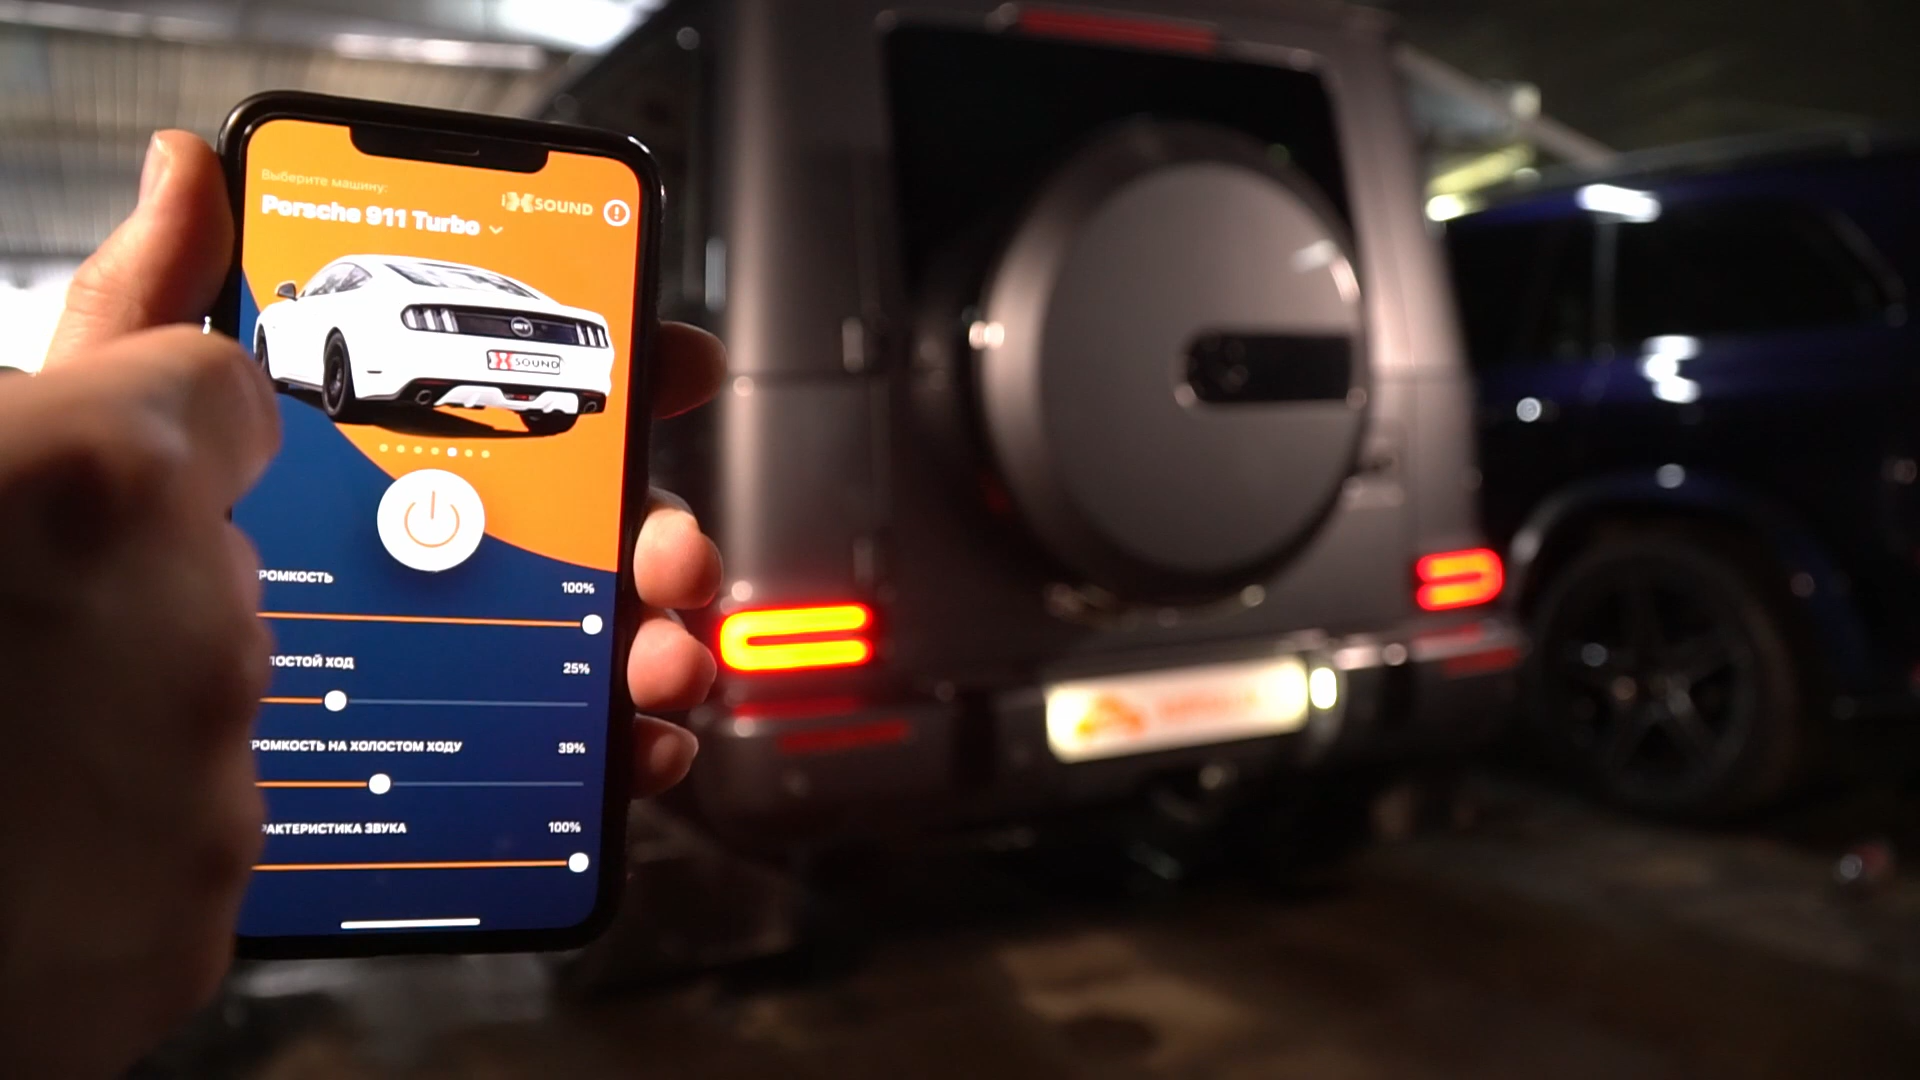 Выберите машину:
Porsche 911 Turbo
SOUND
GT
SOUND
РОМКОСТЬ
100%
ЛОСТОЙ ХОД
25%
РОМКОСТЬ НА ХОЛОСТОМ ХОДУ
39%
РАКТЕРИСТИКА ЗВУКА
100%